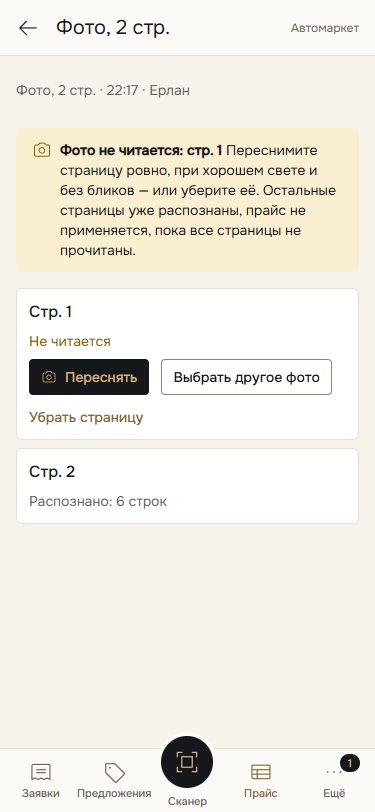 Фото, 2 стр.
Автомаркет
Фото, 2 стр. · 22:17 · Ерлан
Фото не читается: стр. 1 Переснимите
страницу ровно, при хорошем свете и
без бликов — или уберите её. Остальные
страницы уже распознаны, прайс не
применяется, пока все страницы не
прочитаны.
Стр. 1
Не читается
Переснять
Выбрать другое фото
Убрать страницу
Стр. 2
Распознано: 6 строк
1
Заявки
Предложения
Сканер
Прайс
Ещё